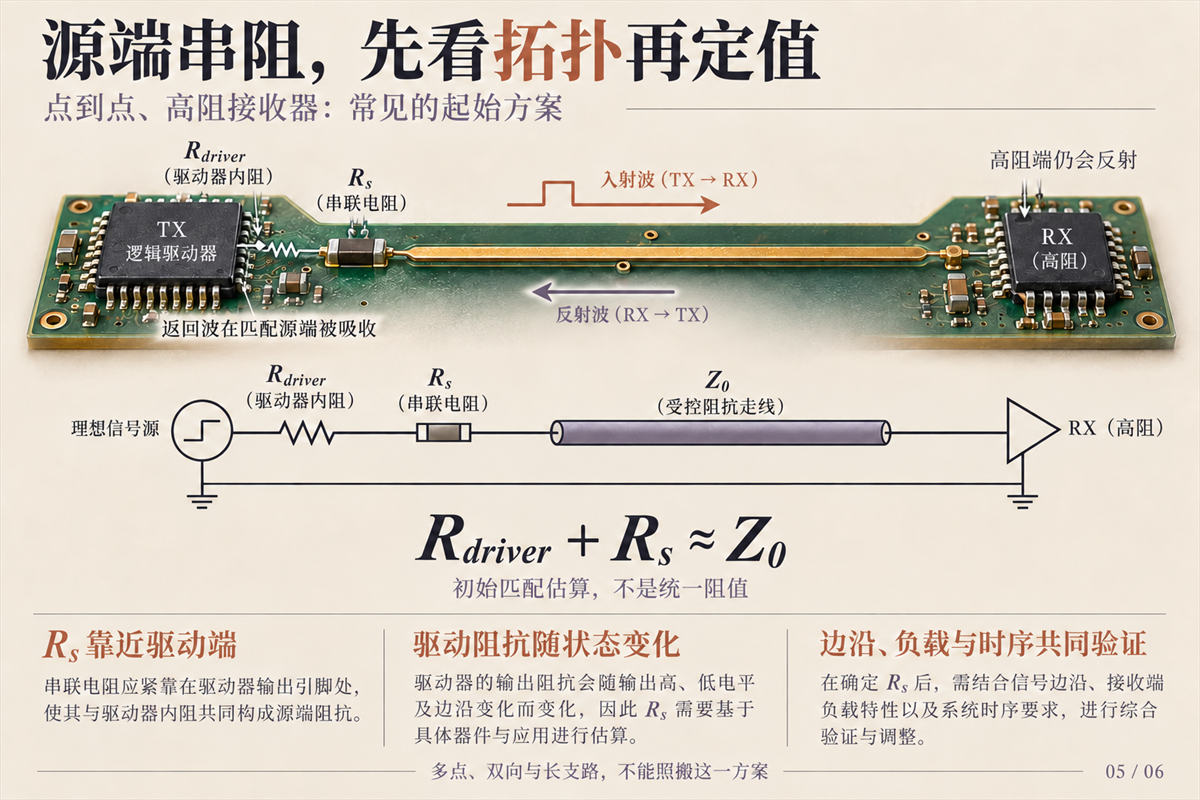 源端串阻，先看拓扑再定值
点到点、高阻接收器：常见的起始方案
Rdriver
（驱动器内阻）
Rs
（串联电阻）
入射波（TX → RX）
高阻端仍会反射
TX
逻辑驱动器
RX
（高阻）
反射波（RX → TX）
返回波在匹配源端被吸收
Rdriver
（驱动器内阻）
Rs
（串联电阻）
Z0
（受控阻抗走线）
理想信号源
RX（高阻）
Rdriver + Rs ≈ Z0
初始匹配估算，不是统一阻值
Rs 靠近驱动端
串联电阻应紧靠在驱动器输出引脚处，
使其与驱动器内阻共同构成源端阻抗。
驱动阻抗随状态变化
驱动器的输出阻抗会随输出高、低电平
及边沿变化而变化，因此 Rs 需要基于
具体器件与应用进行估算。
边沿、负载与时序共同验证
在确定 Rs 后，需结合信号边沿、接收端
负载特性以及系统时序要求，进行综合
验证与调整。
多点、双向与长支路，不能照搬这一方案
05 / 06